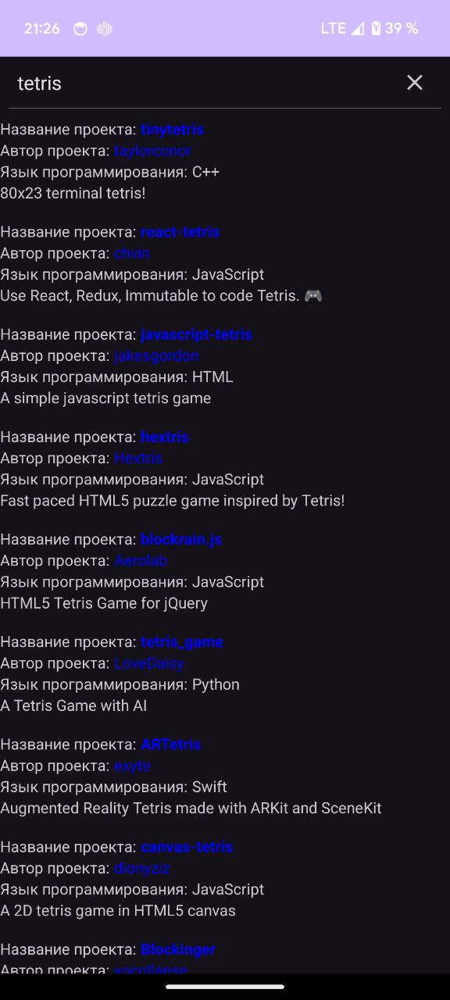 21:26 LTE 39 %
tetris
Название проекта: tinytetris
Автор проекта: taylorconor
Язык программирования: C++
80x23 terminal tetris!
Название проекта: react-tetris
Автор проекта: chvin
Язык программирования: JavaScript
Use React, Redux, Immutable to code Tetris. 🎮
Название проекта: javascript-tetris
Автор проекта: jakesgordon
Язык программирования: HTML
A simple javascript tetris game
Название проекта: hextris
Автор проекта: Hextris
Язык программирования: JavaScript
Fast paced HTML5 puzzle game inspired by Tetris!
Название проекта: blockrain.js
Автор проекта: Aerolab
Язык программирования: JavaScript
HTML5 Tetris Game for jQuery
Название проекта: tetris_game
Автор проекта: LoveDaisy
Язык программирования: Python
A Tetris Game with AI
Название проекта: ARTetris
Автор проекта: exyte
Язык программирования: Swift
Augmented Reality Tetris made with ARKit and SceneKit
Название проекта: canvas-tetris
Автор проекта: dionyziz
Язык программирования: JavaScript
A 2D tetris game in HTML5 canvas
Название проекта: Blockinger
Автор проекта: vocollapse